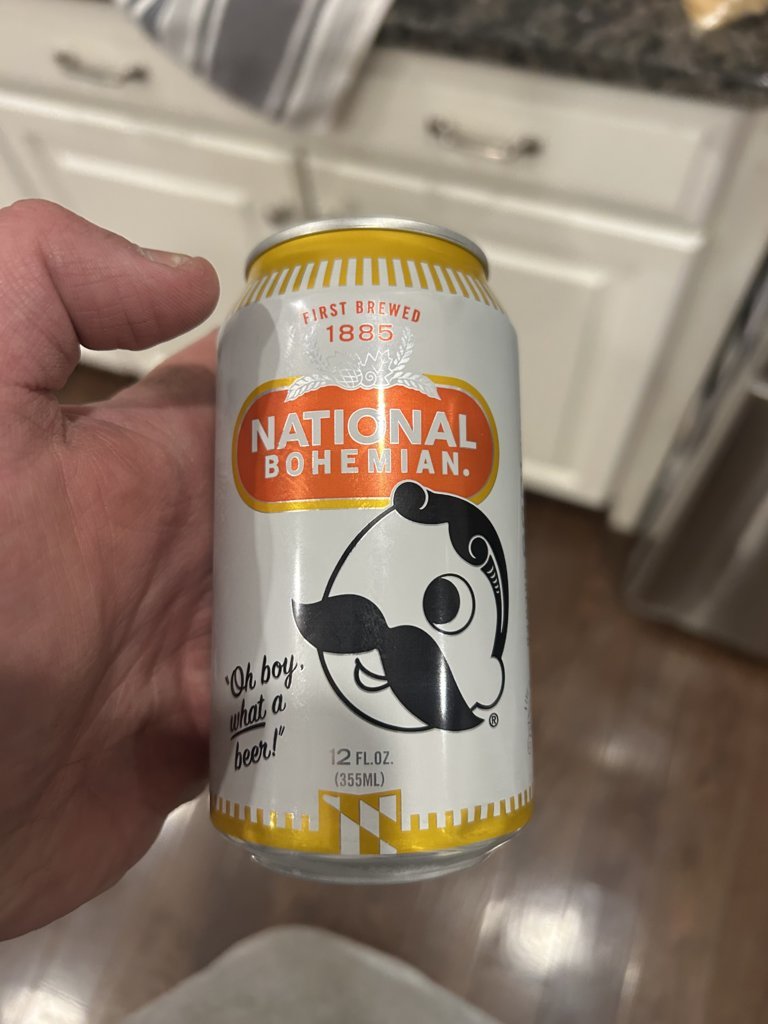 FIRST BREWED
1885
NATIONAL
BOHEMIAN.
"Oh boy,
what a
beer!"
®
12 FL.OZ.
(355ML)